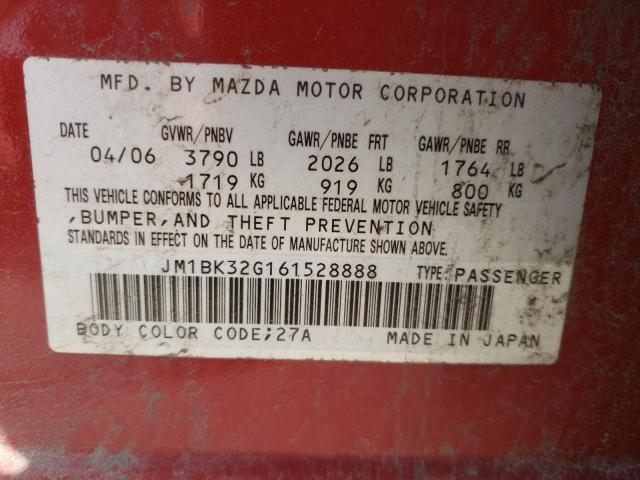 MFD. BY MAZDA MOTOR CORPORATION
DATE GVWR/PNBV GAWR/PNBE FRT GAWR/PNBE RR
04/06 3790 LB 2026 LB 1764 LB
1719 KG 919 KG 800 KG
THIS VEHICLE CONFORMS TO ALL APPLICABLE FEDERAL MOTOR VEHICLE SAFETY
,BUMPER,AND THEFT PREVENTION
STANDARDS IN EFFECT ON THE DATE OF MANUFACTURE SHOWN ABOVE.
JM1BK32G161528888 TYPE:PASSENGER
BODY COLOR CODE;27A MADE IN JAPAN